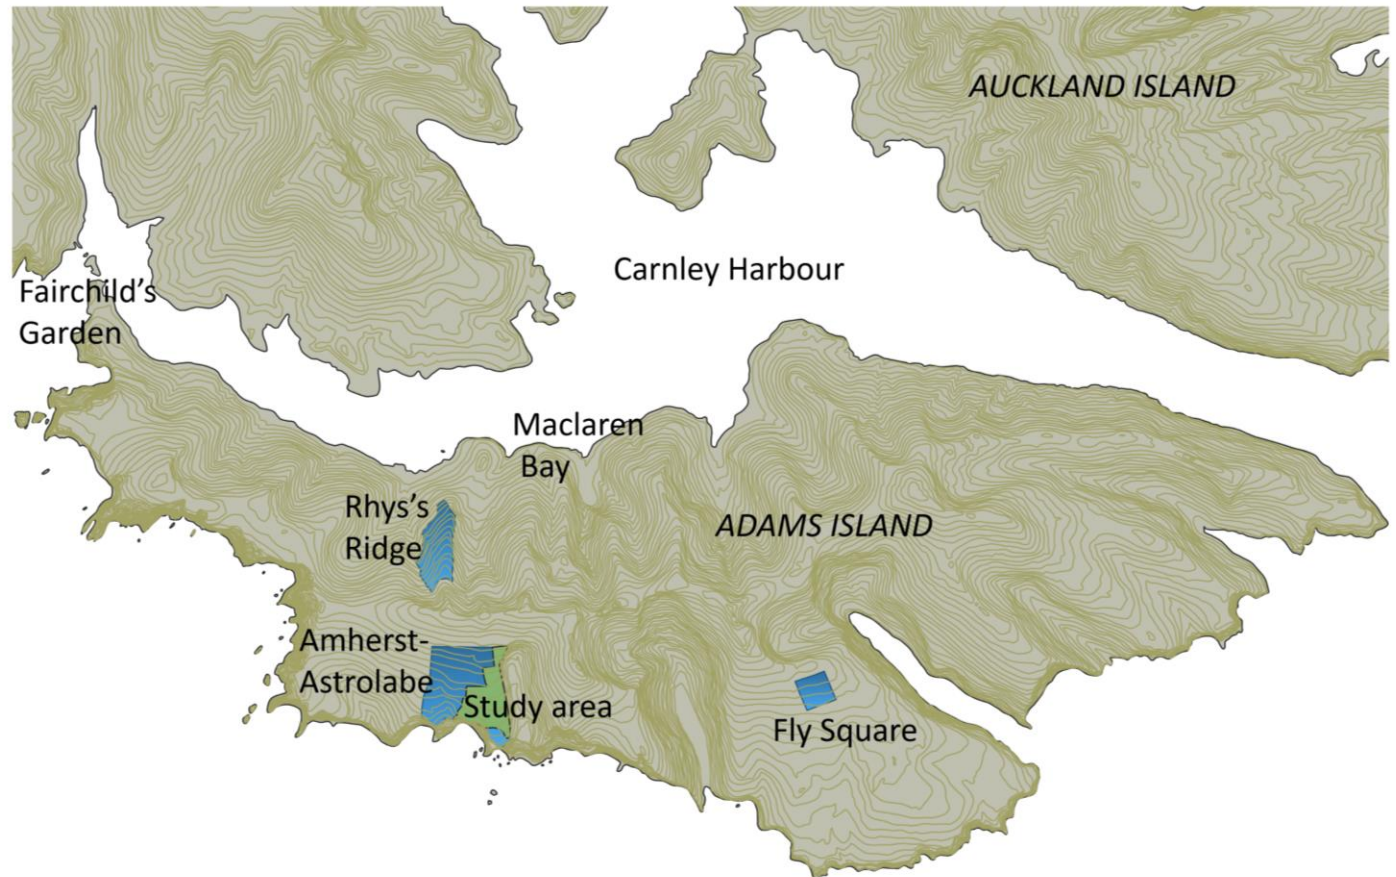 AUCKLAND ISLAND
Carnley Harbour
Fairchild's
Garden
Maclaren
Bay
Rhys's
Ridge
ADAMS ISLAND
Amherst-
Astrolabe
Study area
Fly Square